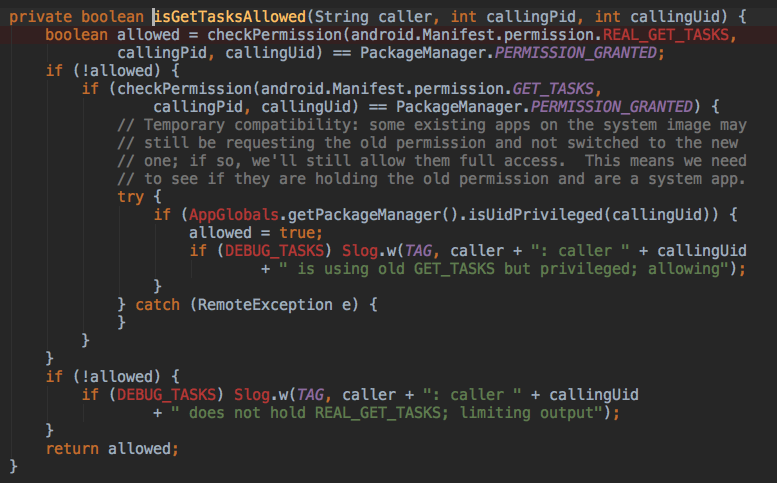 private boolean isGetTasksAllowed(String caller, int callingPid, int callingUid) {
    boolean allowed = checkPermission(android.Manifest.permission.REAL_GET_TASKS,
            callingPid, callingUid) == PackageManager.PERMISSION_GRANTED;
    if (!allowed) {
        if (checkPermission(android.Manifest.permission.GET_TASKS,
                callingPid, callingUid) == PackageManager.PERMISSION_GRANTED) {
            // Temporary compatibility: some existing apps on the system image may
            // still be requesting the old permission and not switched to the new
            // one; if so, we'll still allow them full access.  This means we need
            // to see if they are holding the old permission and are a system app.
            try {
                if (AppGlobals.getPackageManager().isUidPrivileged(callingUid)) {
                    allowed = true;
                    if (DEBUG_TASKS) Slog.w(TAG, caller + ": caller " + callingUid
                            + " is using old GET_TASKS but privileged; allowing");
                }
            } catch (RemoteException e) {
            }
        }
    }
    if (!allowed) {
        if (DEBUG_TASKS) Slog.w(TAG, caller + ": caller " + callingUid
                + " does not hold REAL_GET_TASKS; limiting output");
    }
    return allowed;
}